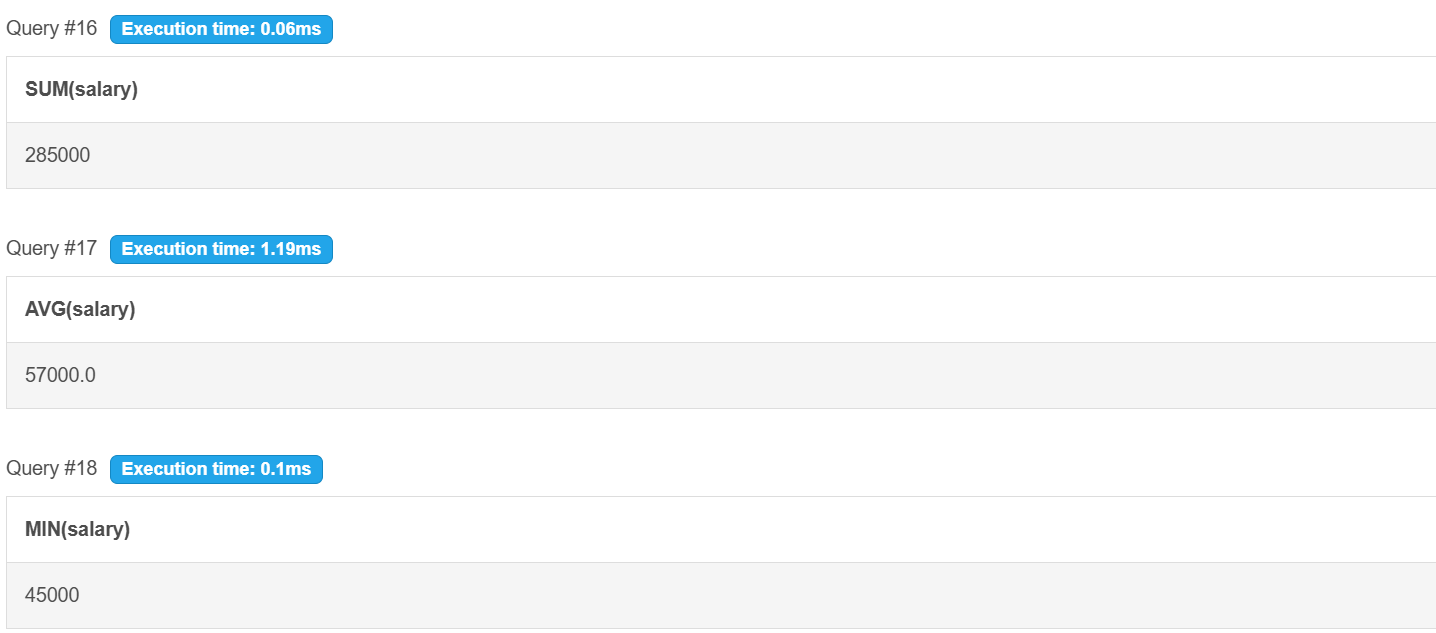 Query #16 Execution time: 0.06ms
SUM(salary)
285000
Query #17 Execution time: 1.19ms
AVG(salary)
57000.0
Query #18 Execution time: 0.1ms
MIN(salary)
45000